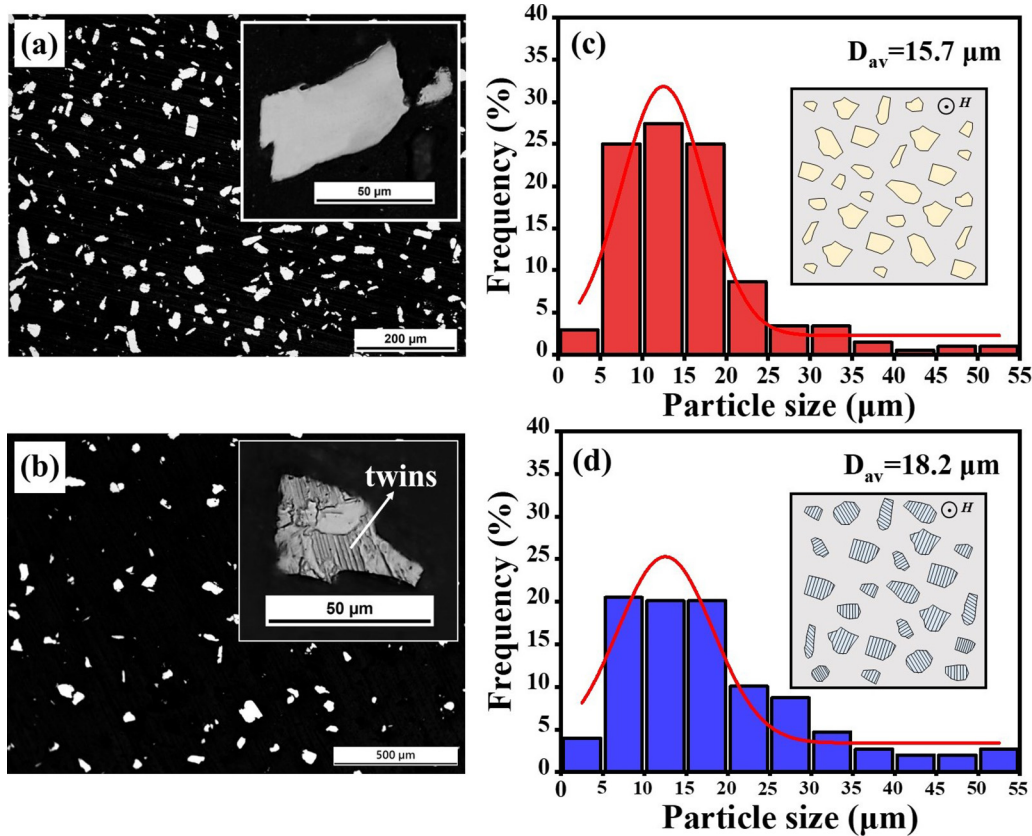 (a)
50 μm
200 μm
(c)
D_av=15.7 μm
H
Frequency (%)
40
35
30
25
20
15
10
5
0
0 5 10 15 20 25 30 35 40 45 50 55
Particle size (μm)
(b)
twins
50 μm
500 μm
(d)
D_av=18.2 μm
H
Frequency (%)
40
35
30
25
20
15
10
5
0
0 5 10 15 20 25 30 35 40 45 50 55
Particle size (μm)